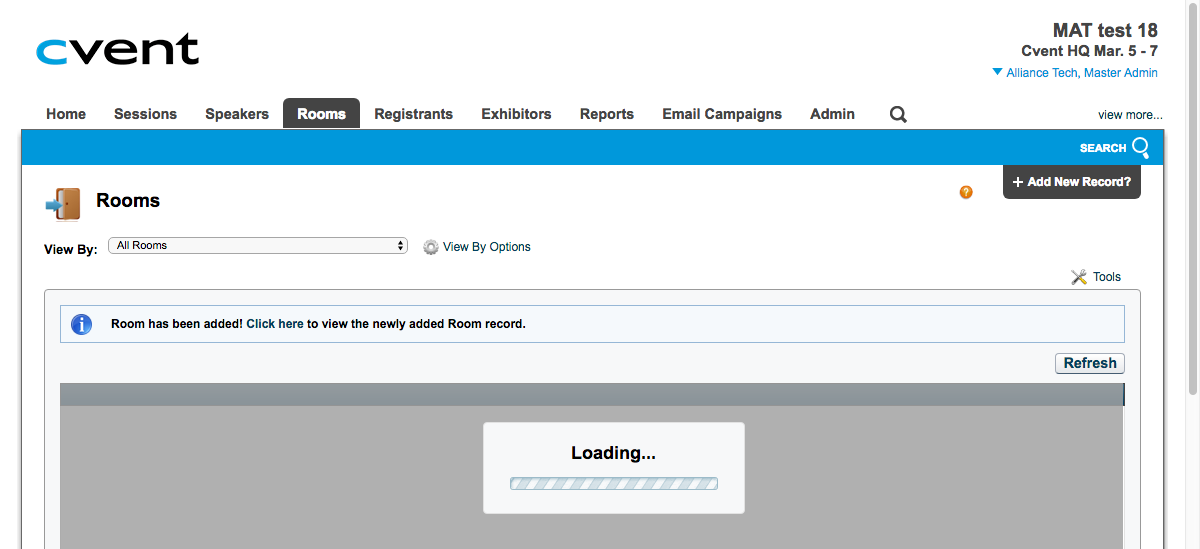 cvent
MAT test 18
Cvent HQ Mar. 5 - 7
Alliance Tech, Master Admin
Home Sessions Speakers Rooms Registrants Exhibitors Reports Email Campaigns Admin view more...
SEARCH
+ Add New Record?
Rooms
?
View By: All Rooms View By Options
Tools
i
Room has been added! Click here to view the newly added Room record.
Refresh
Loading...